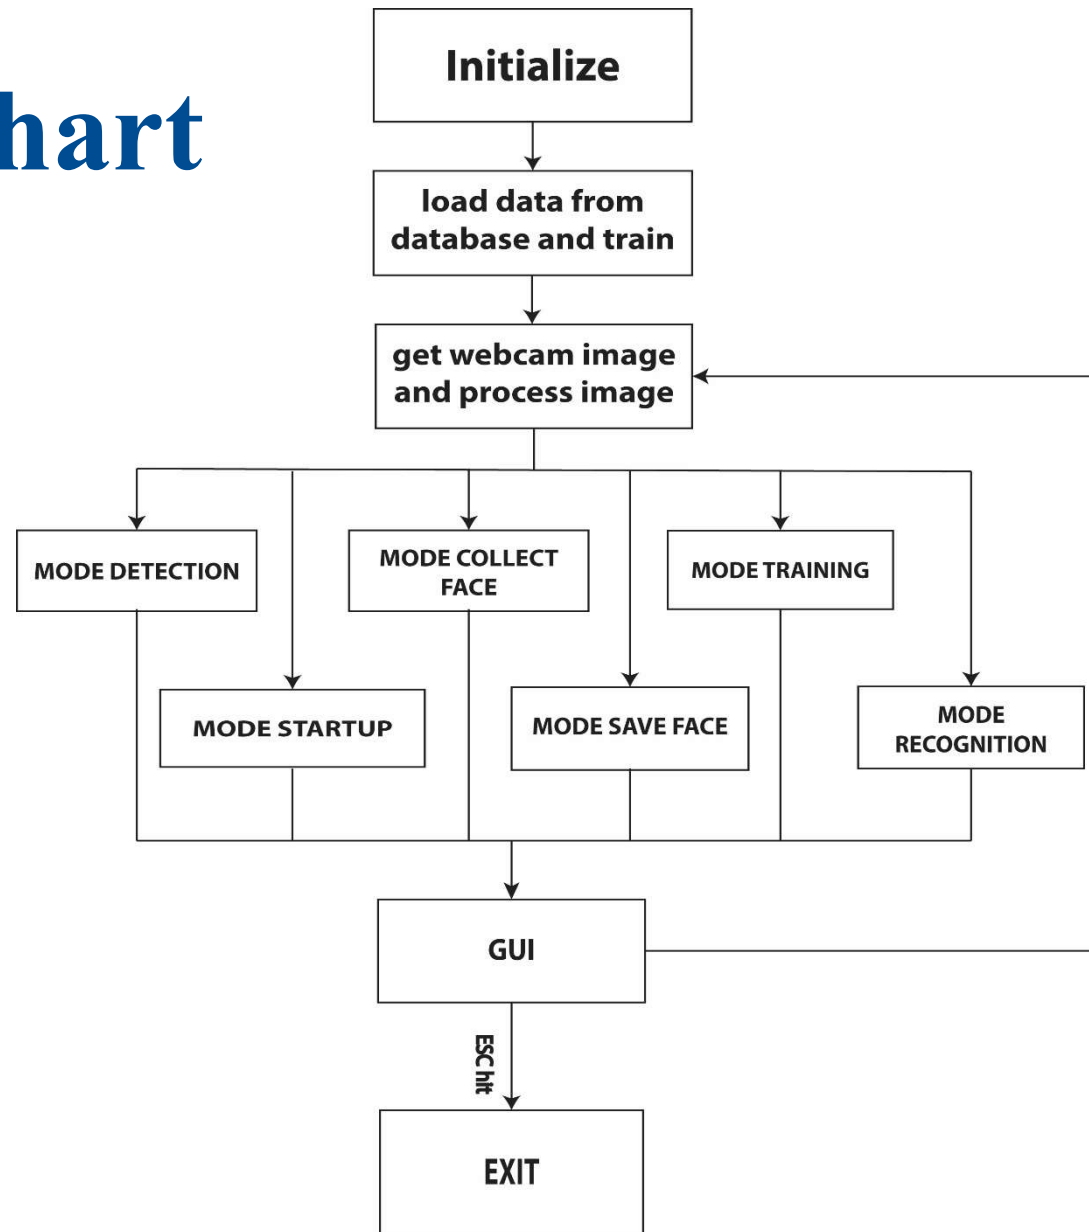 hart
Initialize
load data from
database and train
get webcam image
and process image
MODE DETECTION
MODE COLLECT
FACE
MODE TRAINING
MODE STARTUP
MODE SAVE FACE
MODE
RECOGNITION
GUI
ESC hit
EXIT